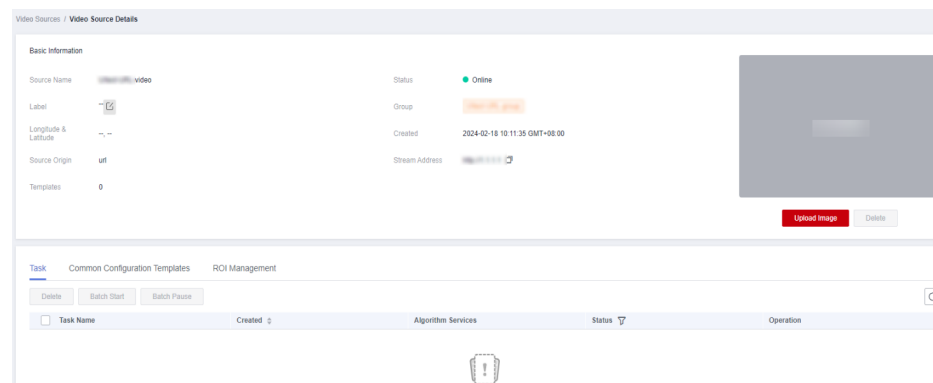 Video Sources / Video Source Details
Basic Information
Source Name video Status Online
Label -- Group
Longitude & Latitude --, -- Created 2024-02-18 10:11:35 GMT+08:00
Source Origin url Stream Address
Templates 0
Upload Image Delete
Task Common Configuration Templates ROI Management
Delete Batch Start Batch Pause
Task Name Created Algorithm Services Status Operation